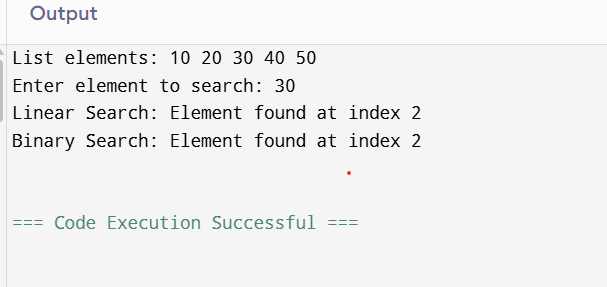 Output
List elements: 10 20 30 40 50
Enter element to search: 30
Linear Search: Element found at index 2
Binary Search: Element found at index 2
=== Code Execution Successful ===